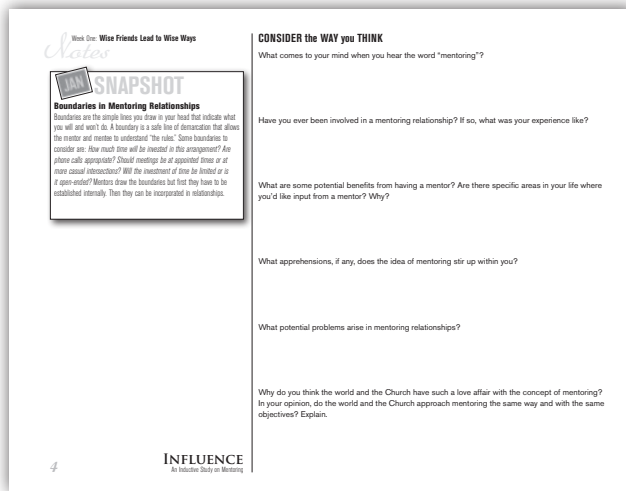 Week One: Wise Friends Lead to Wise Ways
Notes
JAN SNAPSHOT
Boundaries in Mentoring Relationships
Boundaries are the simple lines you draw in your head that indicate what
you will and won't do. A boundary is a safe line of demarcation that allows
the mentor and mentee to understand "the rules." Some boundaries to
consider are: How much time will be invested in this arrangement? Are
phone calls appropriate? Should meetings be at appointed times or at
more casual intersections? Will the investment of time be limited or is
it open-ended? Mentors draw the boundaries but first they have to be
established internally. Then they can be incorporated in relationships.
4
INFLUENCE
An Inductive Study on Mentoring
CONSIDER the WAY you THINK
What comes to your mind when you hear the word "mentoring"?
Have you ever been involved in a mentoring relationship? If so, what was your experience like?
What are some potential benefits from having a mentor? Are there specific areas in your life where
you'd like input from a mentor? Why?
What apprehensions, if any, does the idea of mentoring stir up within you?
What potential problems arise in mentoring relationships?
Why do you think the world and the Church have such a love affair with the concept of mentoring?
In your opinion, do the world and the Church approach mentoring the same way and with the same
objectives? Explain.